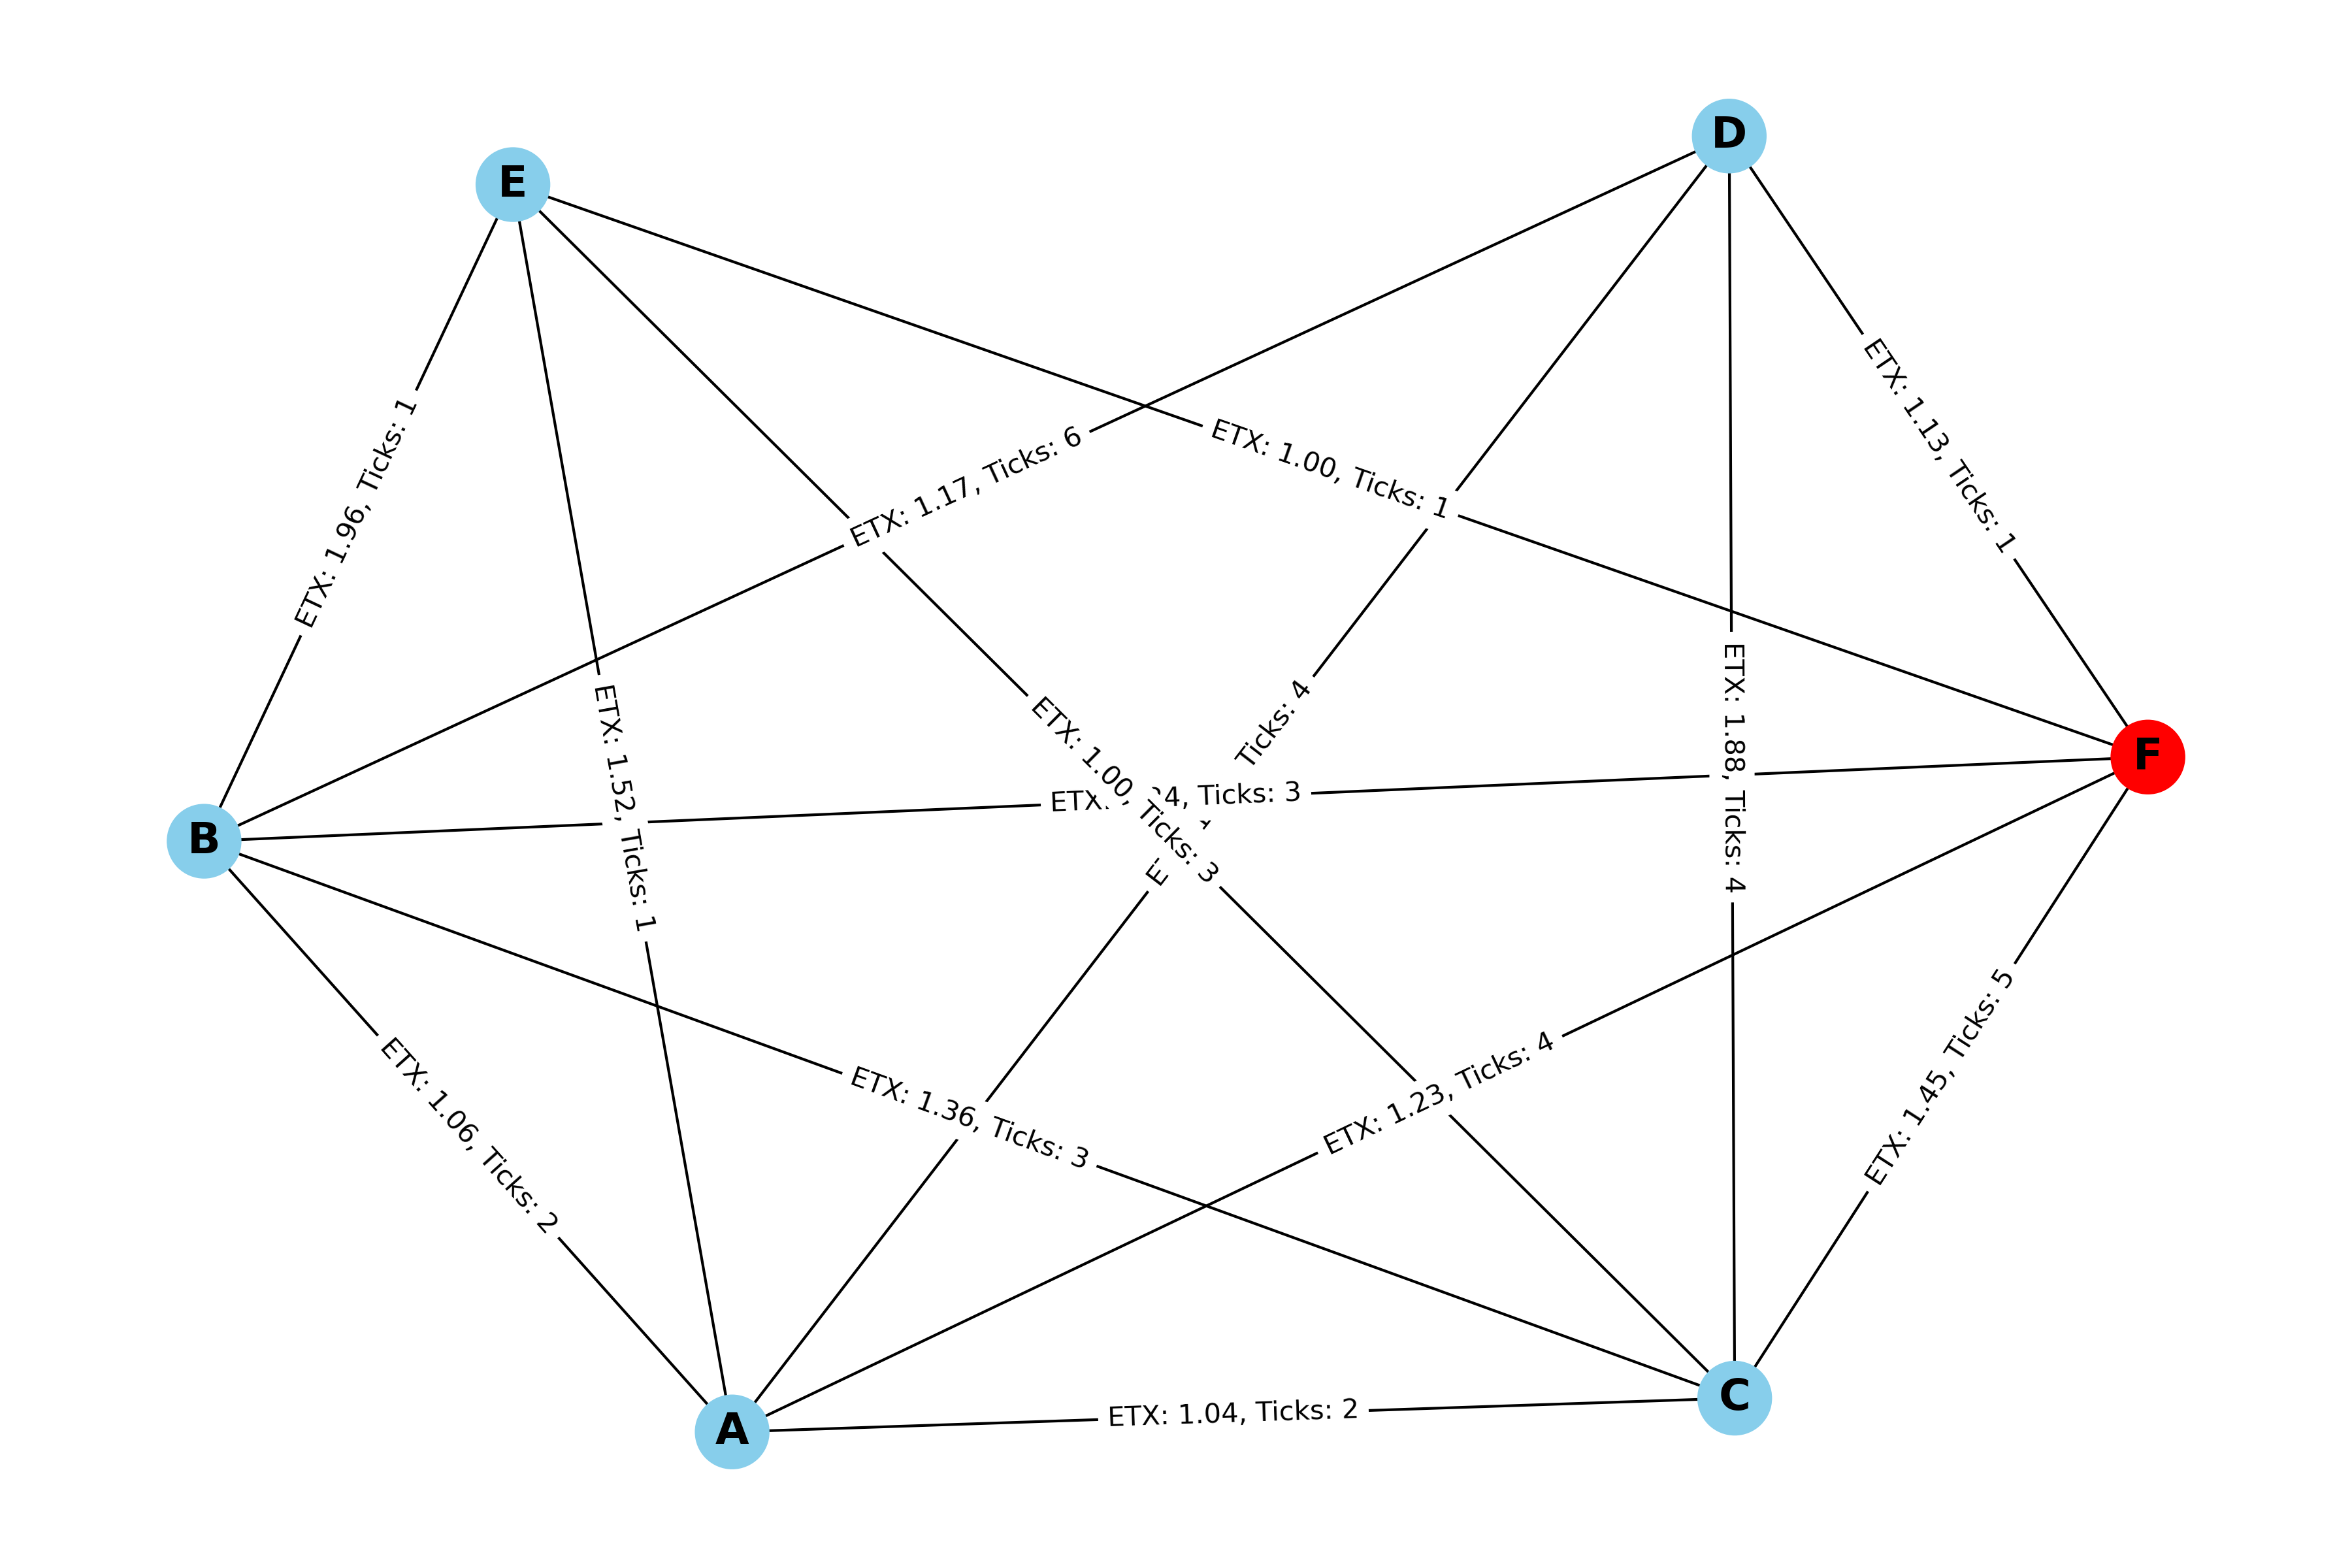 D
E
ETX: 1.13, Ticks: 1
ETX: 1.96, Ticks: 1
ETX: 1.17, Ticks: 6
ETX: 1.00, Ticks: 1
ETX: 1.52, Ticks: 1
ETX: 1.00, Ticks: 3
Ticks: 4
ETX: 1.88, Ticks: 4
F
Ticks: 3
B
ETX: 1.06, Ticks: 2
ETX: 1.36, Ticks: 3
ETX: 1.23, Ticks: 4
ETX: 1.45, Ticks: 5
ETX: 1.04, Ticks: 2
C
A